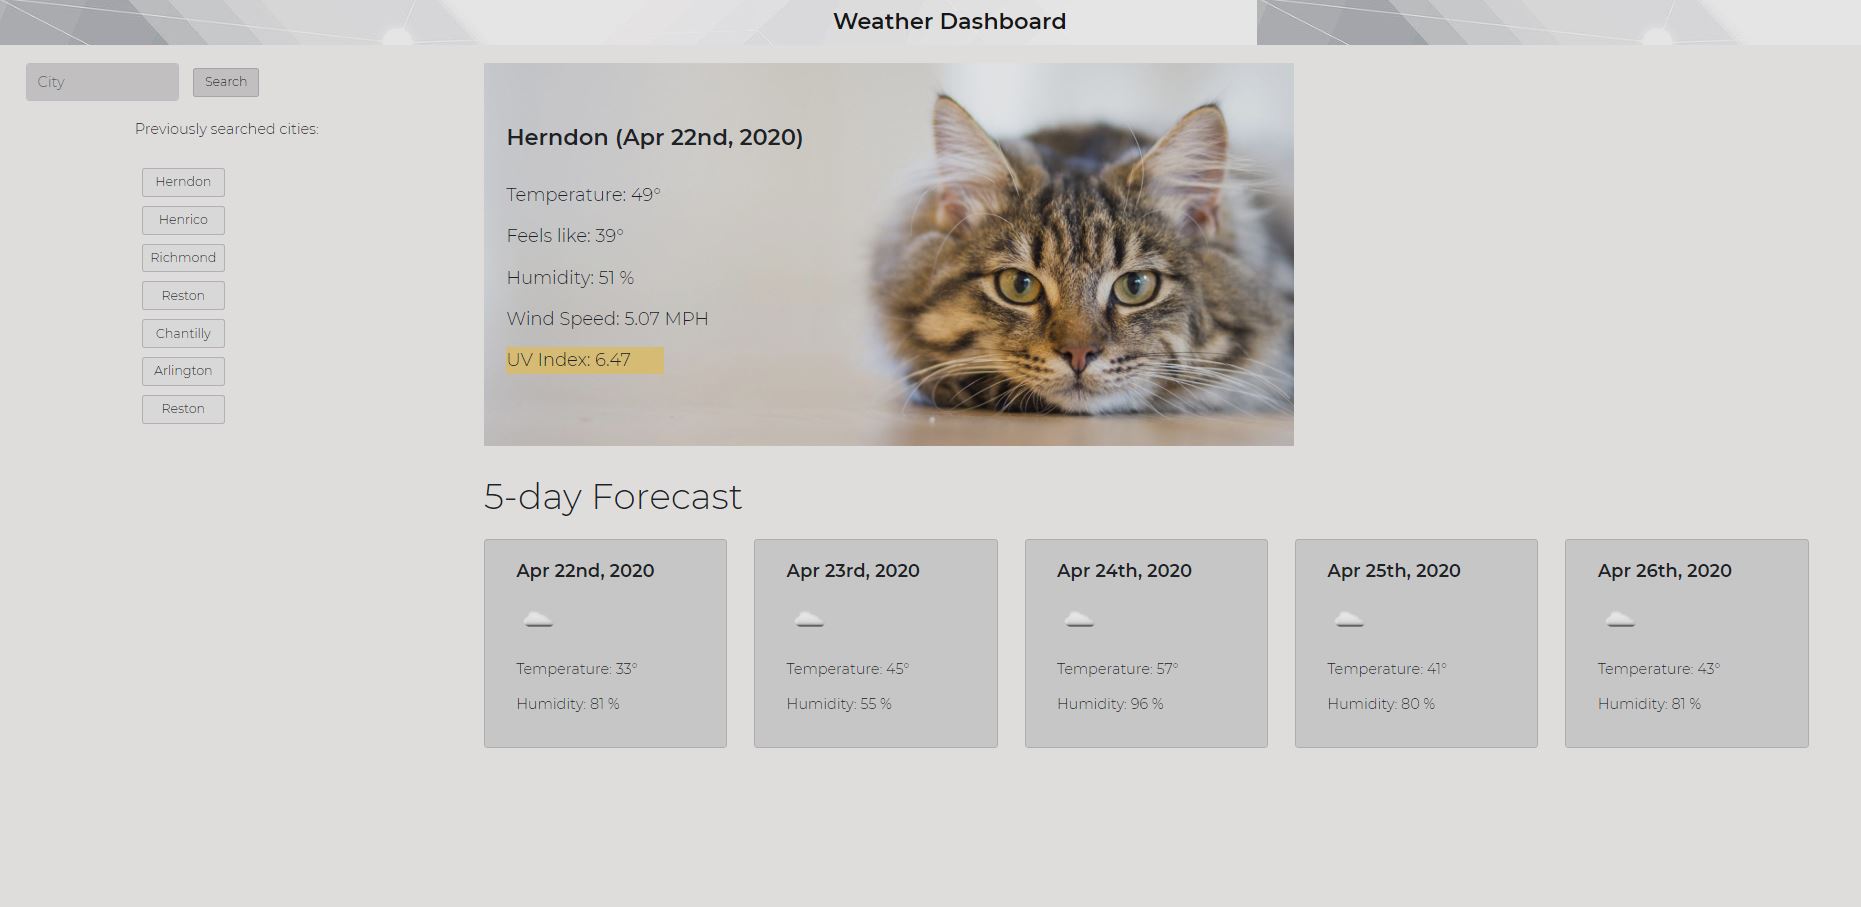 Weather Dashboard
City
Search
Previously searched cities:
Herndon
Henrico
Richmond
Reston
Chantilly
Arlington
Reston
Herndon (Apr 22nd, 2020)
Temperature: 49°
Feels like: 39°
Humidity: 51 %
Wind Speed: 5.07 MPH
UV Index: 6.47
5-day Forecast
Apr 22nd, 2020
Temperature: 33°
Humidity: 81 %
Apr 23rd, 2020
Temperature: 45°
Humidity: 55 %
Apr 24th, 2020
Temperature: 57°
Humidity: 96 %
Apr 25th, 2020
Temperature: 41°
Humidity: 80 %
Apr 26th, 2020
Temperature: 43°
Humidity: 81 %